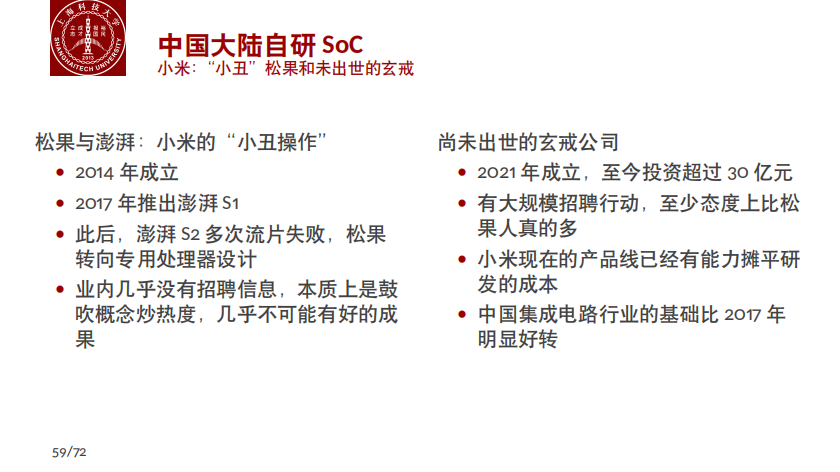 上海科技大学
立志 成才 报国 裕民
2013
SHANGHAITECH UNIVERSITY
中国大陆自研 SoC
小米：“小丑”松果和未出世的玄戒
松果与澎湃：小米的“小丑操作”
2014 年成立
2017 年推出澎湃 S1
此后，澎湃 S2 多次流片失败，松果
转向专用处理器设计
业内几乎没有招聘信息，本质上是鼓
吹概念炒热度，几乎不可能有好的成
果
尚未出世的玄戒公司
2021 年成立，至今投资超过 30 亿元
有大规模招聘行动，至少态度上比松
果人真的多
小米现在的产品线已经有能力摊平研
发的成本
中国集成电路行业的基础比 2017 年
明显好转
59/72